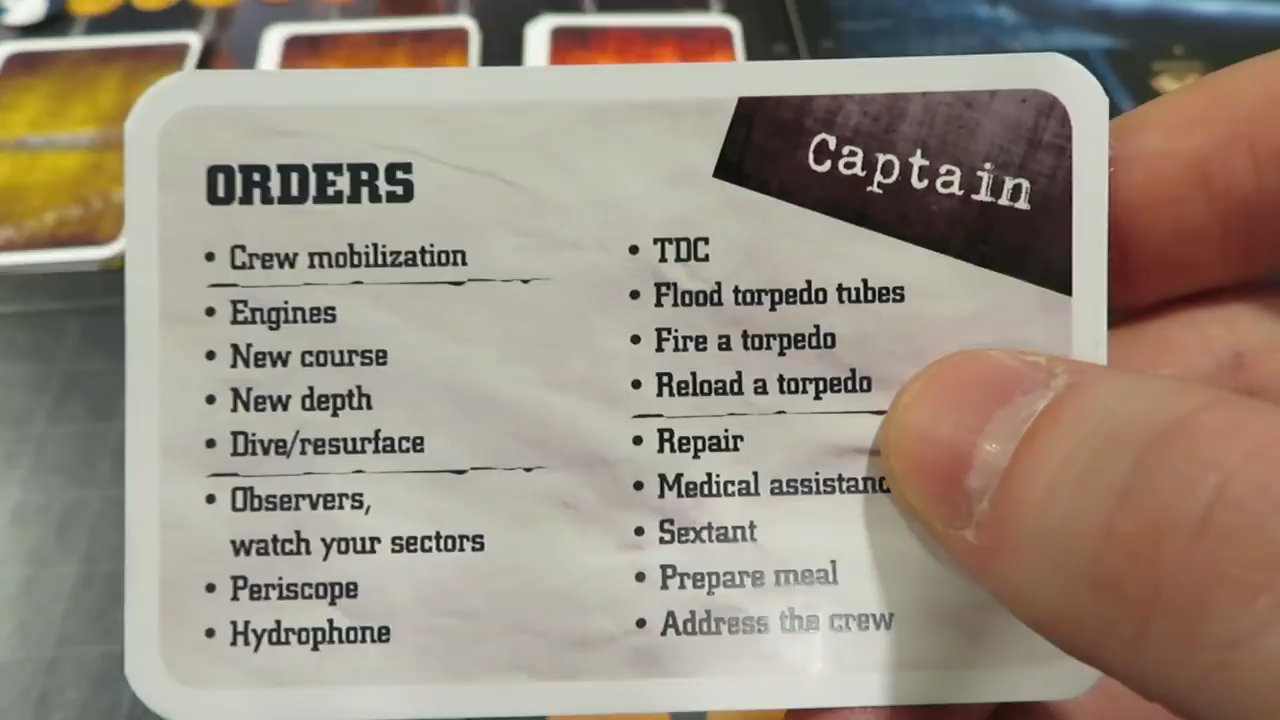 Captain
ORDERS
• Crew mobilization
• Engines
• New course
• New depth
• Dive/resurface
• Observers,
watch your sectors
• Periscope
• Hydrophone
• TDC
• Flood torpedo tubes
• Fire a torpedo
• Reload a torpedo
• Repair
• Medical
• Sextant
• Prepare meal
• Address the crew